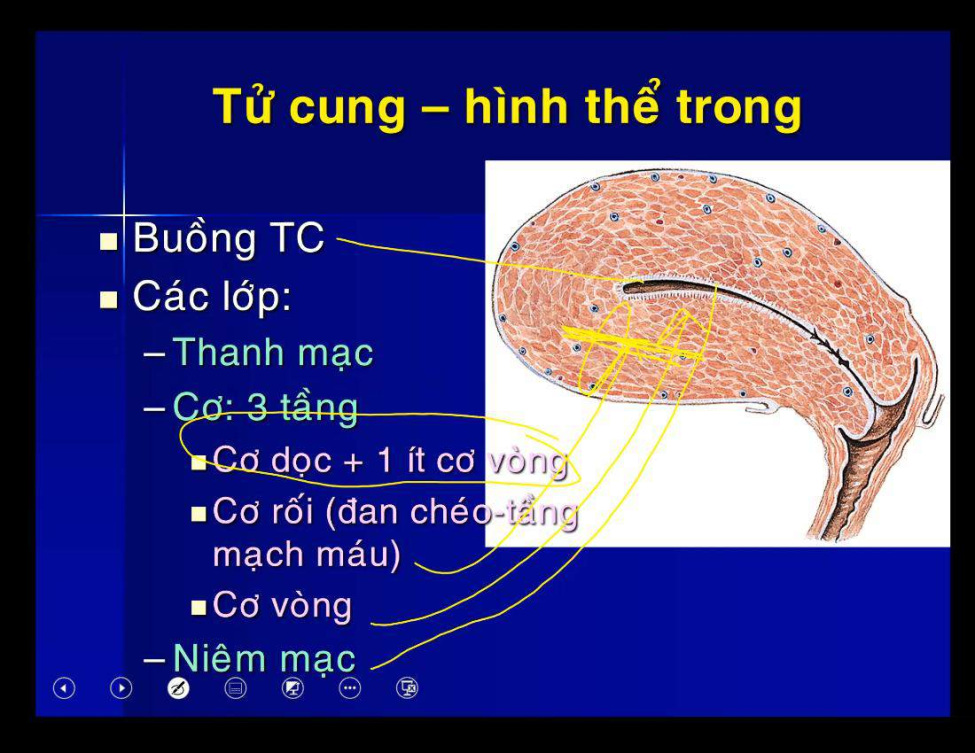 Tử cung – hình thể trong
Buồng TC
Các lớp:
– Thanh mạc
– Cơ: 3 tầng
Cơ dọc + 1 ít cơ vòng
Cơ rối (đan chéo-tầng
mạch máu)
Cơ vòng
– Niêm mạc